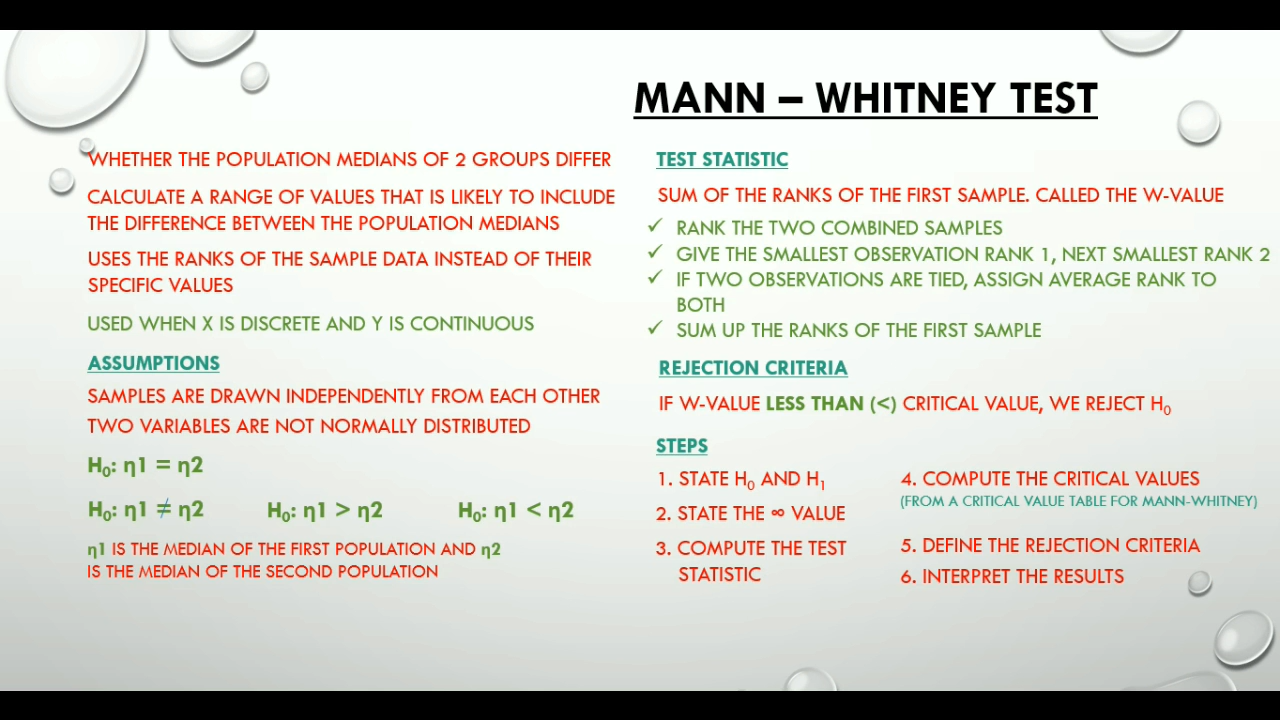 MANN – WHITNEY TEST
WHETHER THE POPULATION MEDIANS OF 2 GROUPS DIFFER
CALCULATE A RANGE OF VALUES THAT IS LIKELY TO INCLUDE
THE DIFFERENCE BETWEEN THE POPULATION MEDIANS
USES THE RANKS OF THE SAMPLE DATA INSTEAD OF THEIR
SPECIFIC VALUES
USED WHEN X IS DISCRETE AND Y IS CONTINUOUS
ASSUMPTIONS
SAMPLES ARE DRAWN INDEPENDENTLY FROM EACH OTHER
TWO VARIABLES ARE NOT NORMALLY DISTRIBUTED
H₀: η1 = η2
H₀: η1 ≠ η2 H₀: η1 > η2 H₀: η1 < η2
η1 IS THE MEDIAN OF THE FIRST POPULATION AND η2
IS THE MEDIAN OF THE SECOND POPULATION
TEST STATISTIC
SUM OF THE RANKS OF THE FIRST SAMPLE. CALLED THE W-VALUE
✓ RANK THE TWO COMBINED SAMPLES
✓ GIVE THE SMALLEST OBSERVATION RANK 1, NEXT SMALLEST RANK 2
✓ IF TWO OBSERVATIONS ARE TIED, ASSIGN AVERAGE RANK TO
BOTH
✓ SUM UP THE RANKS OF THE FIRST SAMPLE
REJECTION CRITERIA
IF W-VALUE LESS THAN (<) CRITICAL VALUE, WE REJECT H₀
STEPS
1. STATE H₀ AND H₁
2. STATE THE ∞ VALUE
3. COMPUTE THE TEST
STATISTIC
4. COMPUTE THE CRITICAL VALUES
(FROM A CRITICAL VALUE TABLE FOR MANN-WHITNEY)
5. DEFINE THE REJECTION CRITERIA
6. INTERPRET THE RESULTS